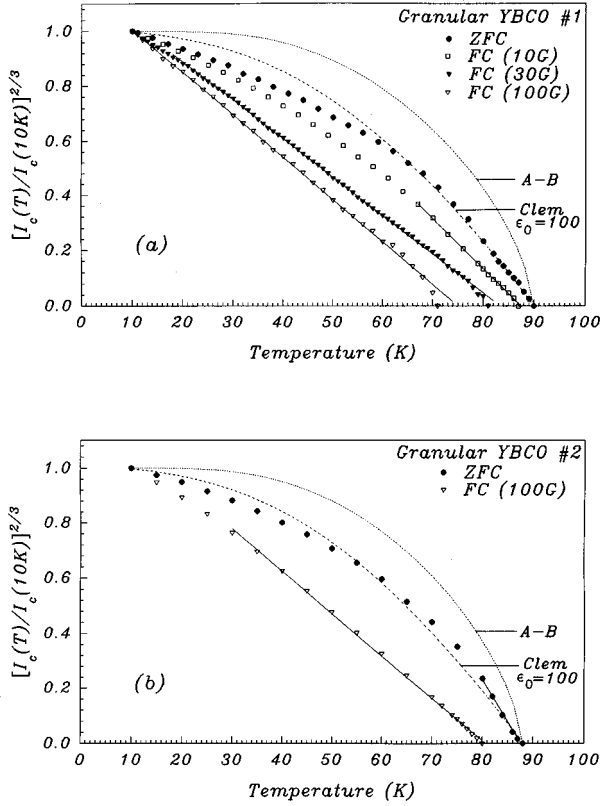 Granular YBCO #1
ZFC
FC (10G)
FC (30G)
FC (100G)
1.0
0.8
0.6
0.4
0.2
0.0
[I_c(T)/I_c(10K)]^2/3
A-B
Clem
ϵ_0=100
(a)
0 10 20 30 40 50 60 70 80 90 100
Temperature (K)
Granular YBCO #2
ZFC
FC (100G)
1.0
0.8
0.6
0.4
0.2
0.0
[I_c(T)/I_c(10K)]^2/3
A-B
Clem
ϵ_0=100
(b)
0 10 20 30 40 50 60 70 80 90 100
Temperature (K)